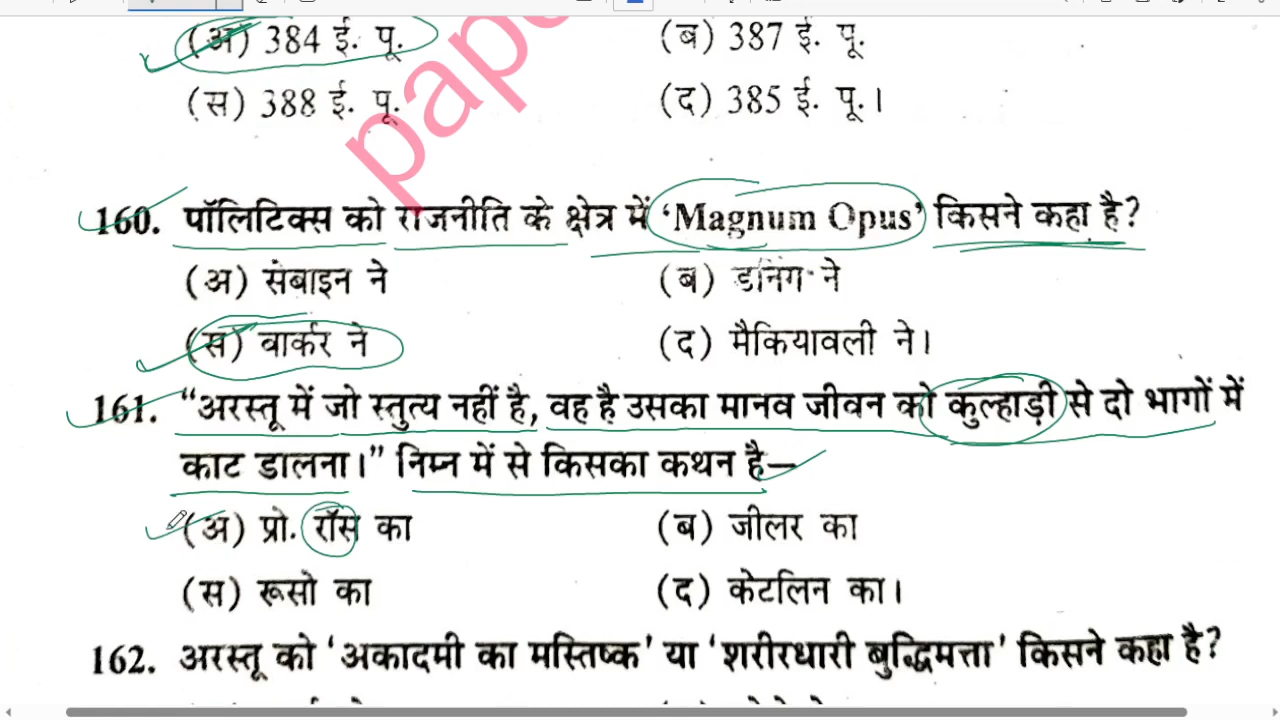 (अ) 384 ई. पू. (ब) 387 ई. पू.
(स) 388 ई. पू. (द) 385 ई. पू.।
pap
160. पॉलिटिक्स को राजनीति के क्षेत्र में ‘Magnum Opus’ किसने कहा है?
(अ) सेबाइन ने (ब) डनिंग ने
(स) बार्कर ने (द) मैकियावली ने।
161. “अरस्तू में जो स्तुत्य नहीं है, वह है उसका मानव जीवन को कुल्हाड़ी से दो भागों में
काट डालना।” निम्न में से किसका कथन है–
(अ) प्रो. रॉस का (ब) जीलर का
(स) रूसो का (द) केटलिन का।
162. अरस्तू को ‘अकादमी का मस्तिष्क’ या ‘शरीरधारी बुद्धिमत्ता’ किसने कहा है?